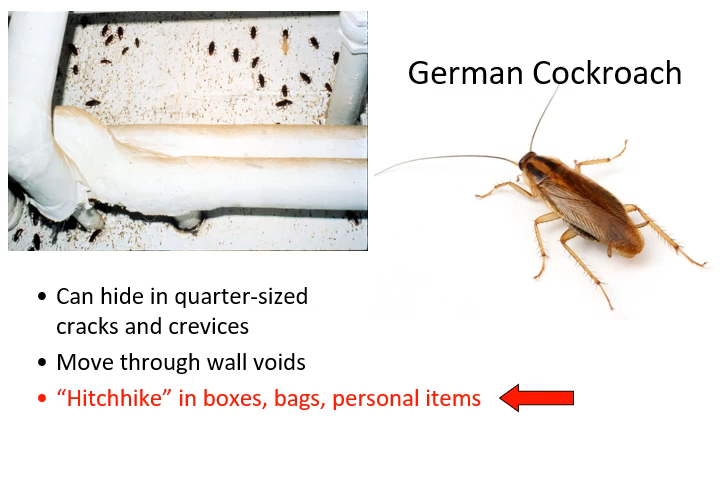 German Cockroach
• Can hide in quarter-sized
cracks and crevices
• Move through wall voids
• “Hitchhike” in boxes, bags, personal items